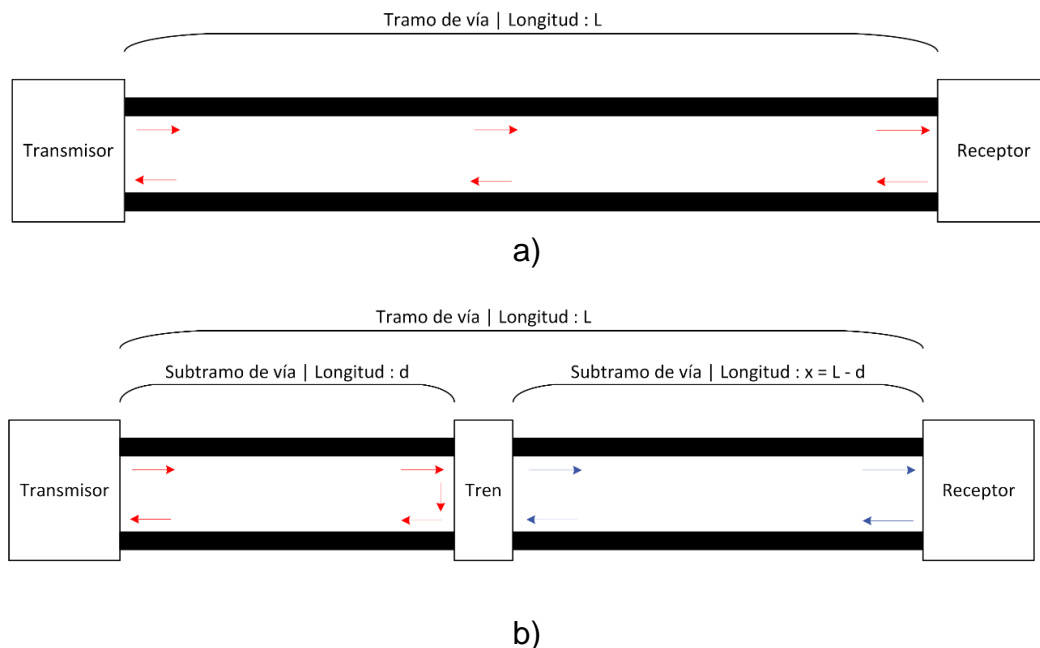 Tramo de vía | Longitud : L
Transmisor
Receptor
a)
Tramo de vía | Longitud : L
Subtramo de vía | Longitud : d
Subtramo de vía | Longitud : x = L - d
Transmisor
Tren
Receptor
b)